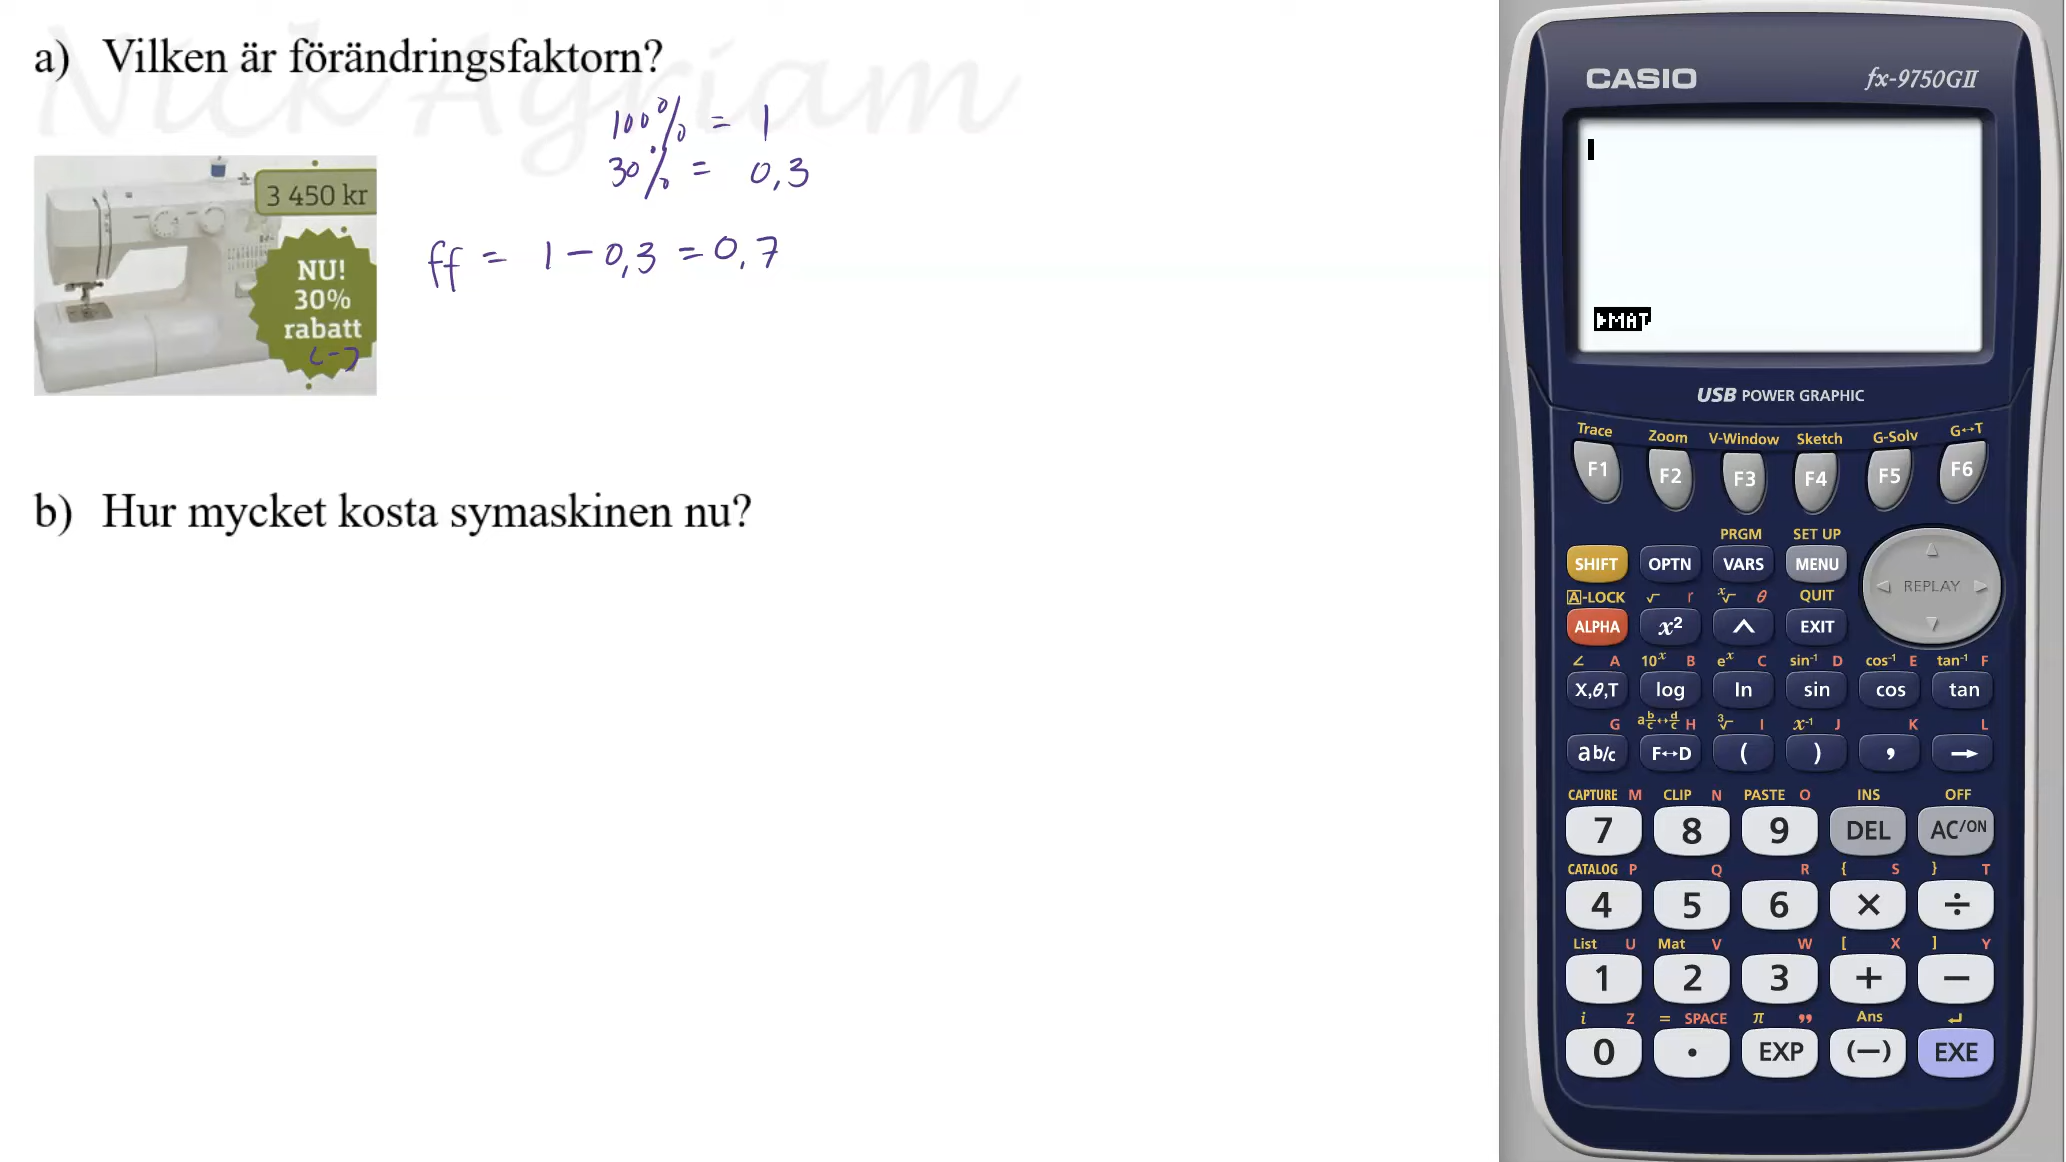 a) Vilken är förändringsfaktorn?
Nick Ayriam
100% = 1
30% = 0,3
3 450 kr
NU!
30%
rabatt
(-)
ff = 1 - 0,3 = 0,7
b) Hur mycket kosta symaskinen nu?
CASIO fx-9750GII
▶MAT
USB POWER GRAPHIC
Trace Zoom V-Window Sketch G-Solv G↔T
F1 F2 F3 F4 F5 F6
PRGM SET UP
SHIFT OPTN VARS MENU
REPLAY
A-LOCK √ r ˣ√ θ QUIT
ALPHA x² ^ EXIT
∠ A 10ˣ B eˣ C sin⁻¹ D cos⁻¹ E tan⁻¹ F
X,θ,T log ln sin cos tan
G a b/c↔d/c H ³√ I x⁻¹ J K L
a b/c F↔D ( ) , →
CAPTURE M CLIP N PASTE O INS OFF
7 8 9 DEL AC/ON
CATALOG P Q R { S } T
4 5 6 × ÷
List U Mat V W [ X ] Y
1 2 3 + −
i Z = SPACE π ” Ans ↵
0 . EXP (−) EXE